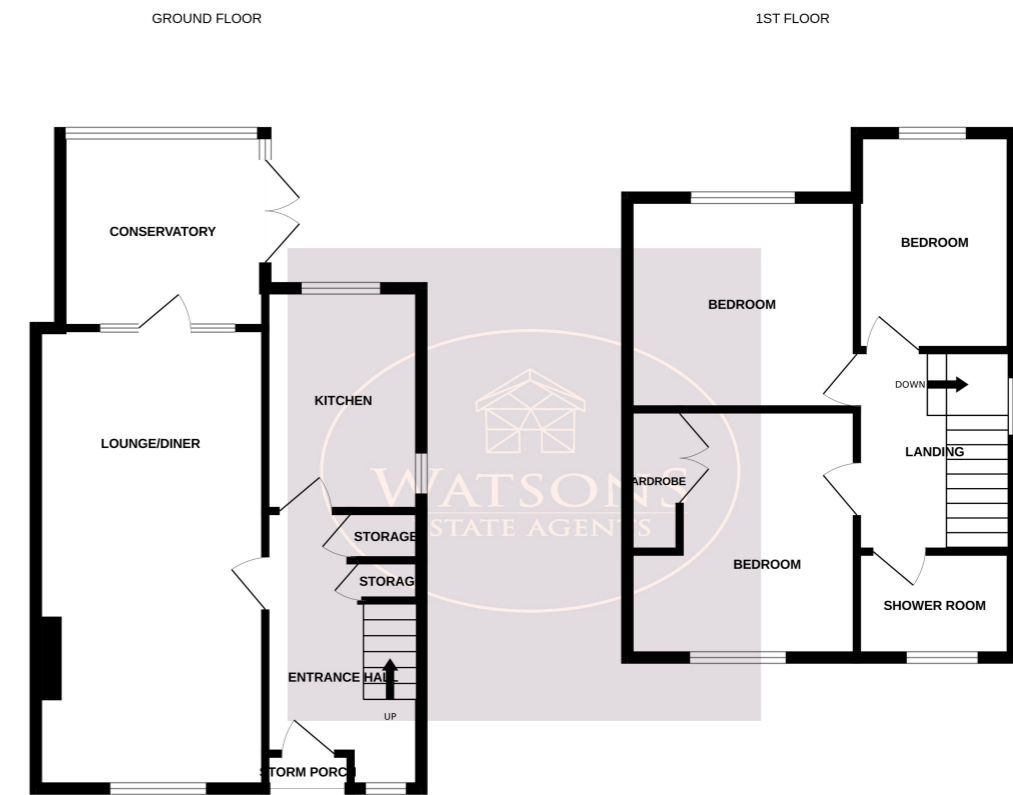 GROUND FLOOR
1ST FLOOR
CONSERVATORY
BEDROOM
BEDROOM
DOWN
KITCHEN
LOUNGE/DINER
LANDING
ARDROBE
WATSONS
ESTATE AGENTS
STORAGE
STORAG
BEDROOM
SHOWER ROOM
ENTRANCE HALL
UP
STORM PORCH